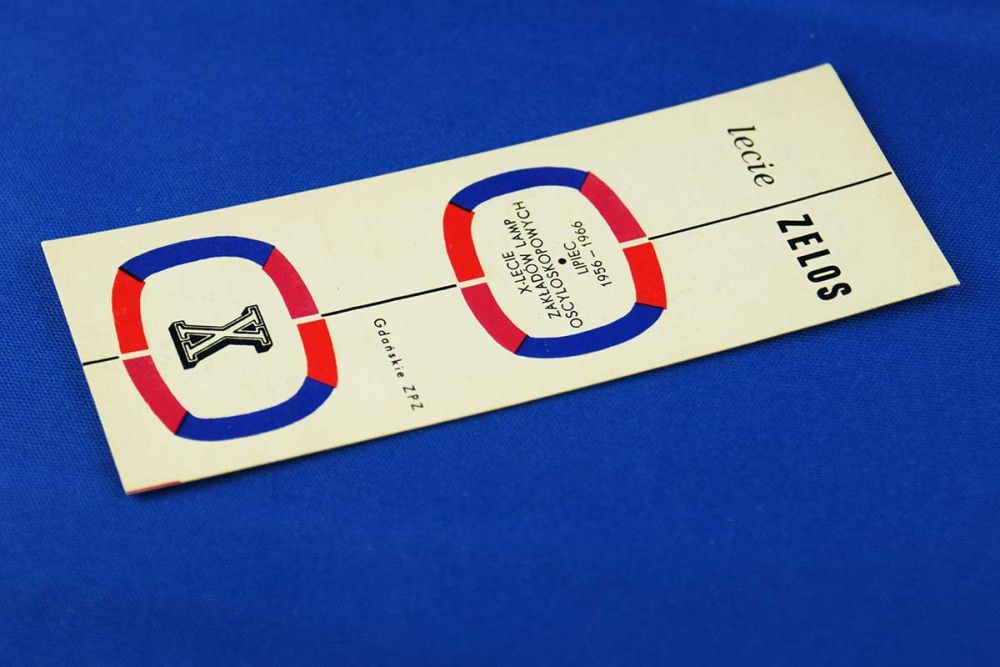 lecie ZELOS
X-LECIE
ZAKŁADÓW LAMP
OSCYLOSKOPOWYCH
LIPIEC
1956 – 1966
Gdańskie ZPZ
X